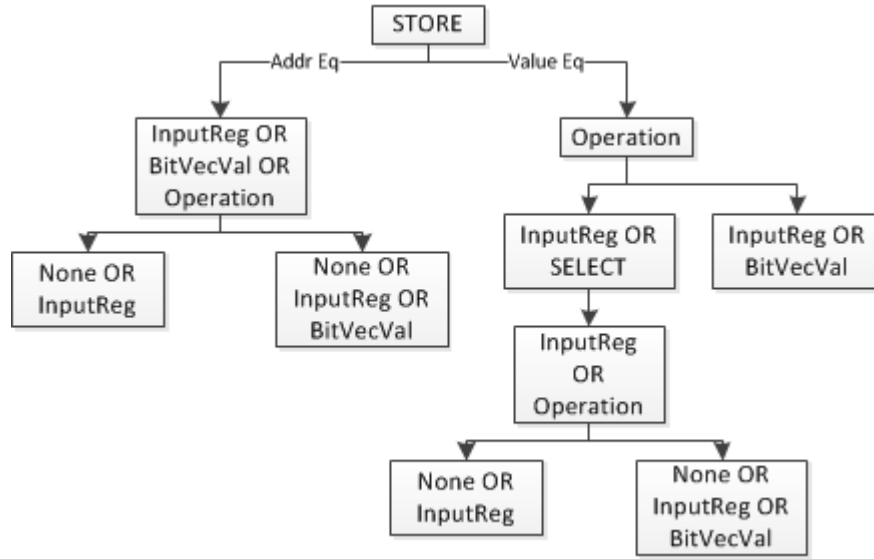 STORE
Addr Eq
Value Eq
InputReg OR
BitVecVal OR
Operation
Operation
None OR
InputReg
None OR
InputReg OR
BitVecVal
InputReg OR
SELECT
InputReg OR
BitVecVal
InputReg
OR
Operation
None OR
InputReg
None OR
InputReg OR
BitVecVal